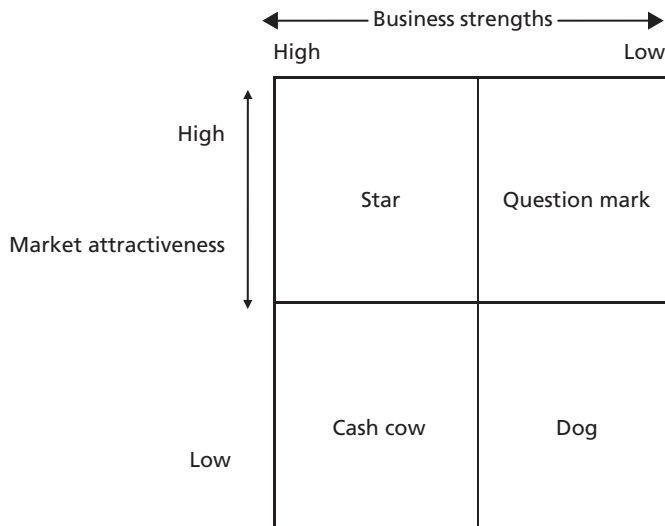 Business strengths
High Low
High
Star Question mark
Market attractiveness
Cash cow Dog
Low